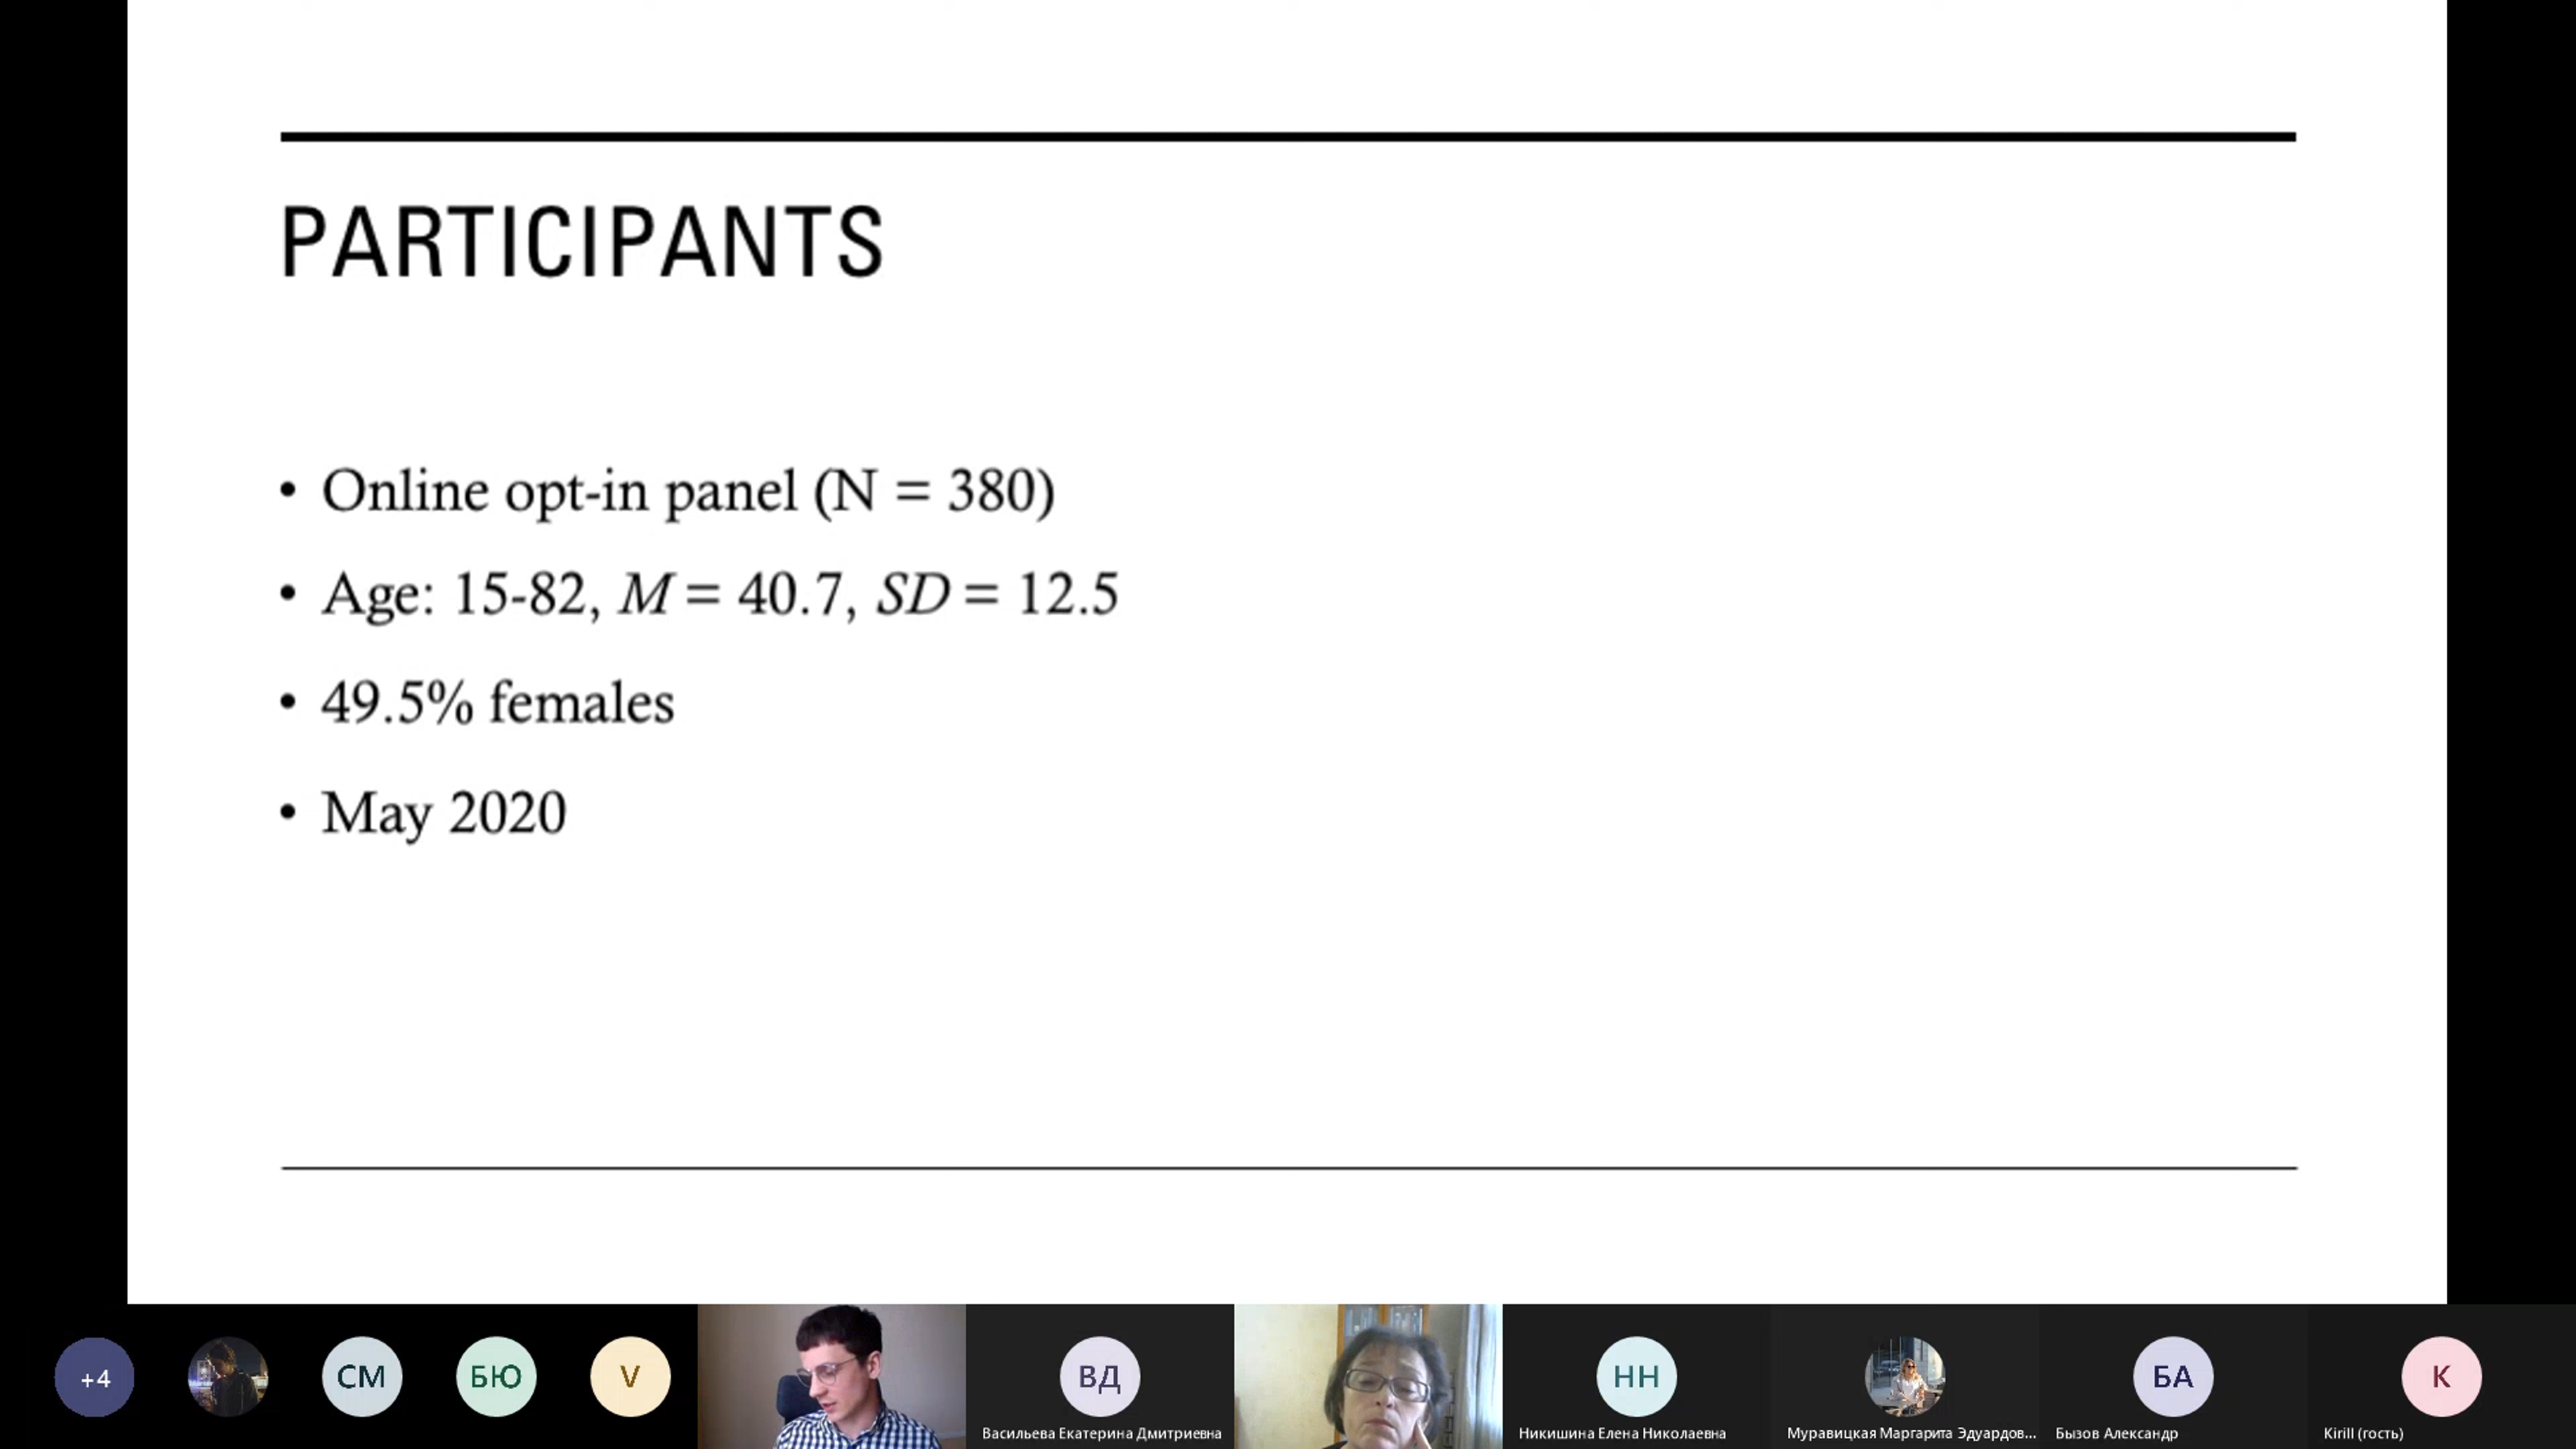 PARTICIPANTS
• Online opt-in panel (N = 380)
• Age: 15-82, M = 40.7, SD = 12.5
• 49.5% females
• May 2020
+4
СМ
БЮ
V
ВД
Васильева Екатерина Дмитриевна
НН
Никишина Елена Николаевна
Муравицкая Маргарита Эдуардов...
БА
Бызов Александр
K
Kirill (гость)